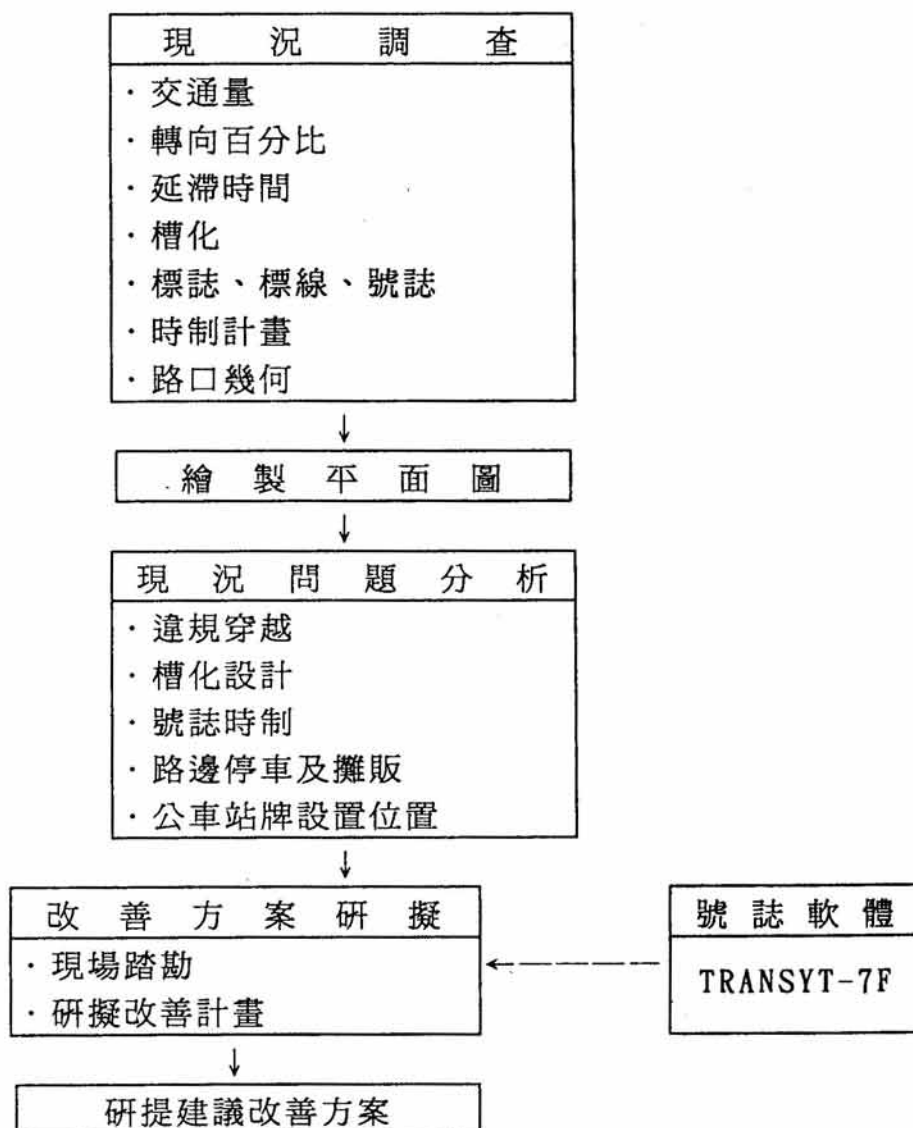 現況調查
·交通量
·轉向百分比
·延滯時間
·槽化
·標誌、標線、號誌
·時制計畫
·路口幾何
↓
繪製平面圖
↓
現況問題分析
·違規穿越
·槽化設計
·號誌時制
·路邊停車及攤販
·公車站牌設置位置
↓
改善方案研擬
·現場踏勘
·研擬改善計畫
號誌軟體
TRANSYT-7F
↓
研提建議改善方案